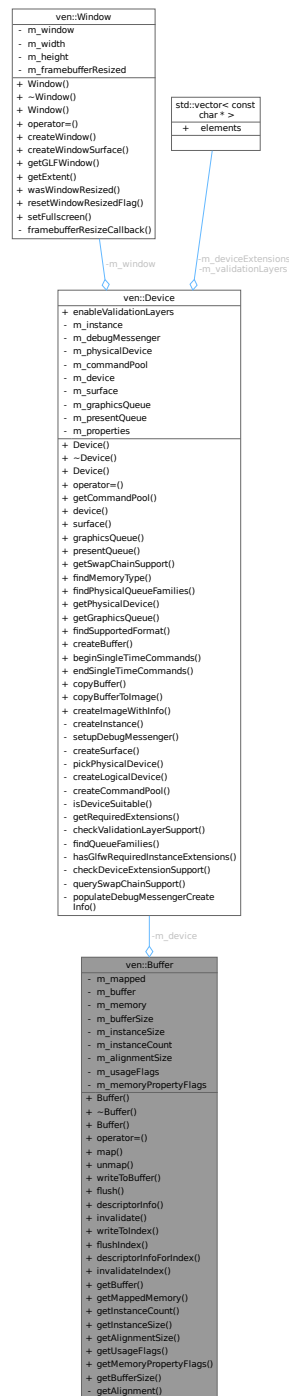 ven::Window
- m_window
- m_width
- m_height
- m_framebufferResized
+ Window()
+ ~Window()
+ Window()
+ operator=()
+ createWindow()
+ createWindowSurface()
+ getGLFWindow()
+ getExtent()
+ wasWindowResized()
+ resetWindowResizedFlag()
+ setFullscreen()
- framebufferResizeCallback()
std::vector< const
char * >
+ elements
-m_window
-m_deviceExtensions
-m_validationLayers
ven::Device
+ enableValidationLayers
- m_instance
- m_debugMessenger
- m_physicalDevice
- m_commandPool
- m_device
- m_surface
- m_graphicsQueue
- m_presentQueue
- m_properties
+ Device()
+ ~Device()
+ Device()
+ operator=()
+ getCommandPool()
+ device()
+ surface()
+ graphicsQueue()
+ presentQueue()
+ getSwapChainSupport()
+ findMemoryType()
+ findPhysicalQueueFamilies()
+ getPhysicalDevice()
+ getGraphicsQueue()
+ findSupportedFormat()
+ createBuffer()
+ beginSingleTimeCommands()
+ endSingleTimeCommands()
+ copyBuffer()
+ copyBufferToImage()
+ createImageWithInfo()
- createInstance()
- setupDebugMessenger()
- createSurface()
- pickPhysicalDevice()
- createLogicalDevice()
- createCommandPool()
- isDeviceSuitable()
- getRequiredExtensions()
- checkValidationLayerSupport()
- findQueueFamilies()
- hasGlfwRequiredInstanceExtensions()
- checkDeviceExtensionSupport()
- querySwapChainSupport()
- populateDebugMessengerCreate
Info()
-m_device
ven::Buffer
- m_mapped
- m_buffer
- m_memory
- m_bufferSize
- m_instanceSize
- m_instanceCount
- m_alignmentSize
- m_usageFlags
- m_memoryPropertyFlags
+ Buffer()
+ ~Buffer()
+ Buffer()
+ operator=()
+ map()
+ unmap()
+ writeToBuffer()
+ flush()
+ descriptorInfo()
+ invalidate()
+ writeToIndex()
+ flushIndex()
+ descriptorInfoForIndex()
+ invalidateIndex()
+ getBuffer()
+ getMappedMemory()
+ getInstanceCount()
+ getInstanceSize()
+ getAlignmentSize()
+ getUsageFlags()
+ getMemoryPropertyFlags()
+ getBufferSize()
- getAlignment()